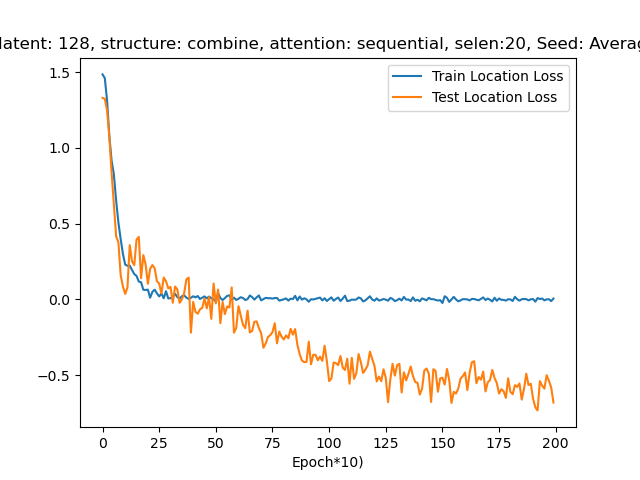 latent: 128, structure: combine, attention: sequential, selen:20, Seed: Averag
Train Location Loss
Test Location Loss
1.5
1.0
0.5
0.0
−0.5
0 25 50 75 100 125 150 175 200
Epoch*10)